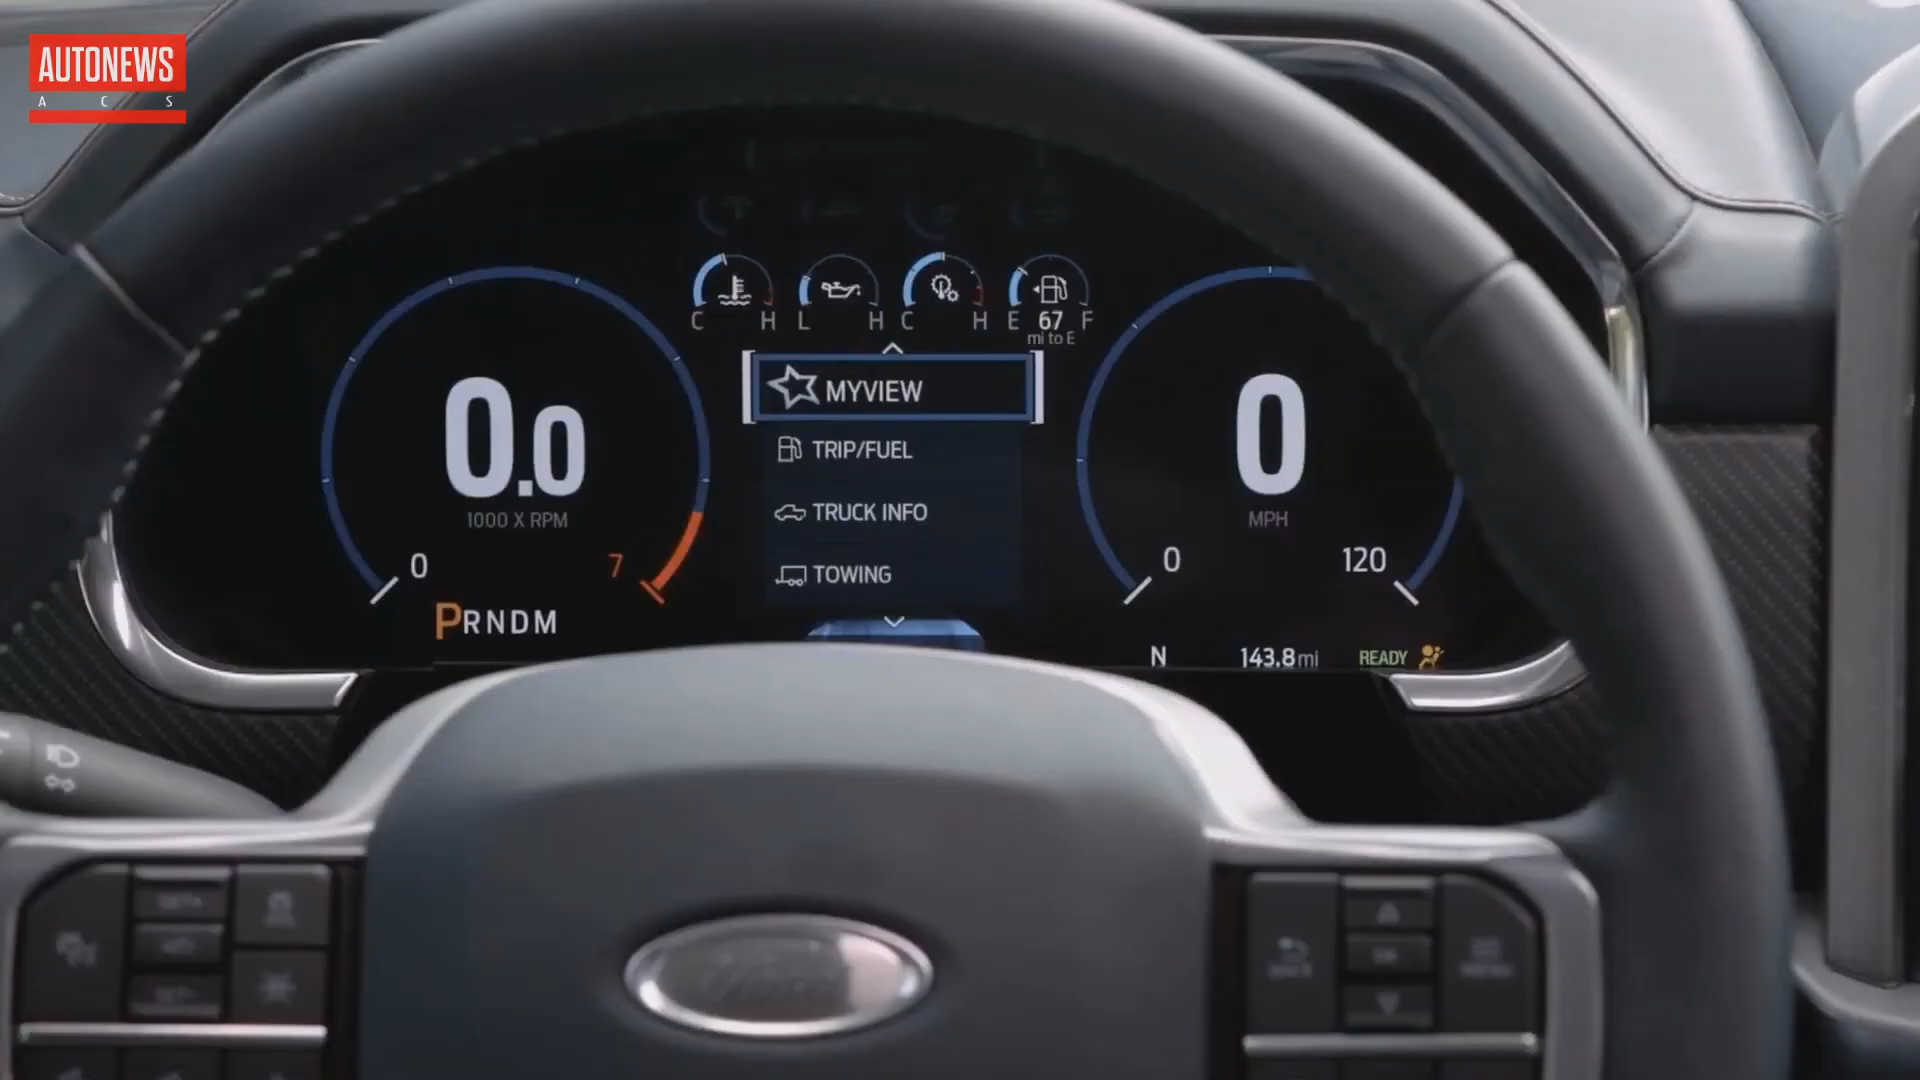 AUTONEWS
A C S
C H L H C H E 67 F
mi to E
MYVIEW
TRIP/FUEL
TRUCK INFO
TOWING
0.0
1000 X RPM
0 7
PRNDM
0
MPH
0 120
N 143.8mi READY